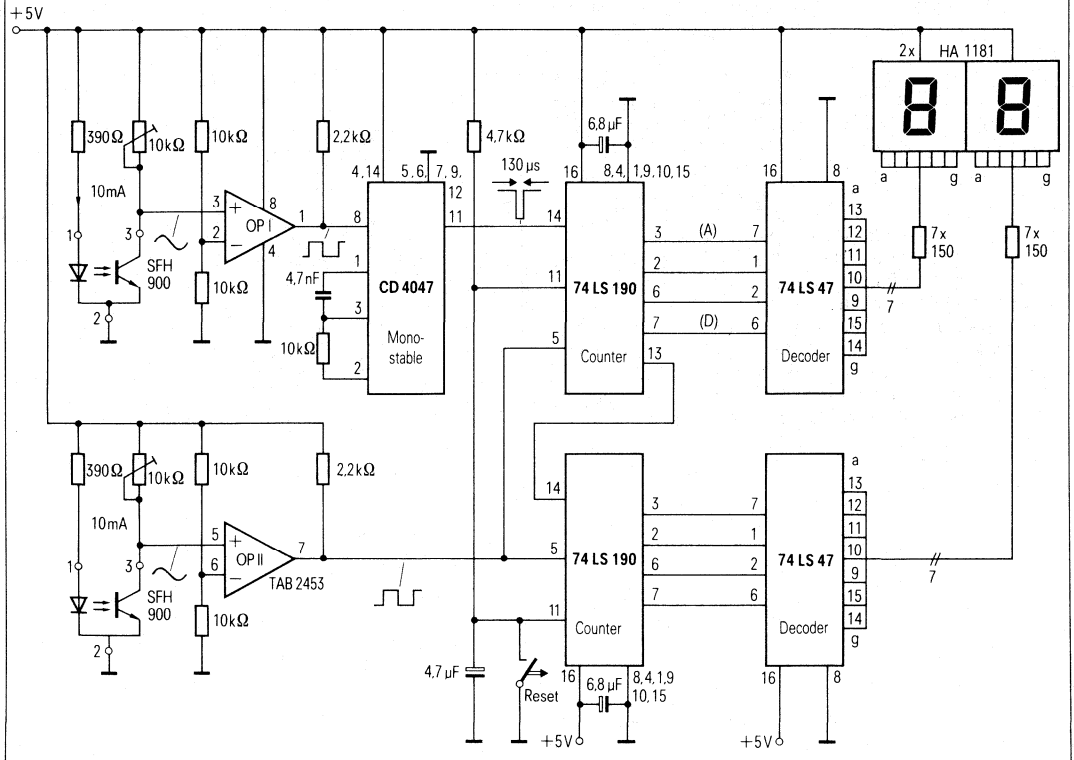 +5V
2x HA 1181
390Ω 10kΩ 10kΩ 2,2kΩ 4,7kΩ 6,8 µF
130 µs
4, 14 5, 6, 7, 9, 12
16 8,4, 1,9,10,15 16 8
a g a g
10mA
3 + 8 OP I 1 8 11 14
2 − 4
1 3
SFH 900
2
10kΩ
1
4,7nF
CD 4047
3
Mono-
stable
10kΩ
2
11
74 LS 190
5
Counter
3 (A) 7
2 1
6 2
7 (D) 6
13
74 LS 47
Decoder
a
13
12
11
10
9
15
14
g
7
7x 150
7x 150
390Ω 10kΩ 10kΩ 2,2kΩ
10mA
5 + OP II 7
6 −
TAB 2453
1 3
SFH 900
2
10kΩ
14
5
74 LS 190
11
Counter
3 7
2 1
6 2
7 6
74 LS 47
Decoder
a
13
12
11
10
9
15
14
g
7
4,7 µF
Reset
16 6,8 µF 8,4,1,9 10,15
16 8
+5V +5V